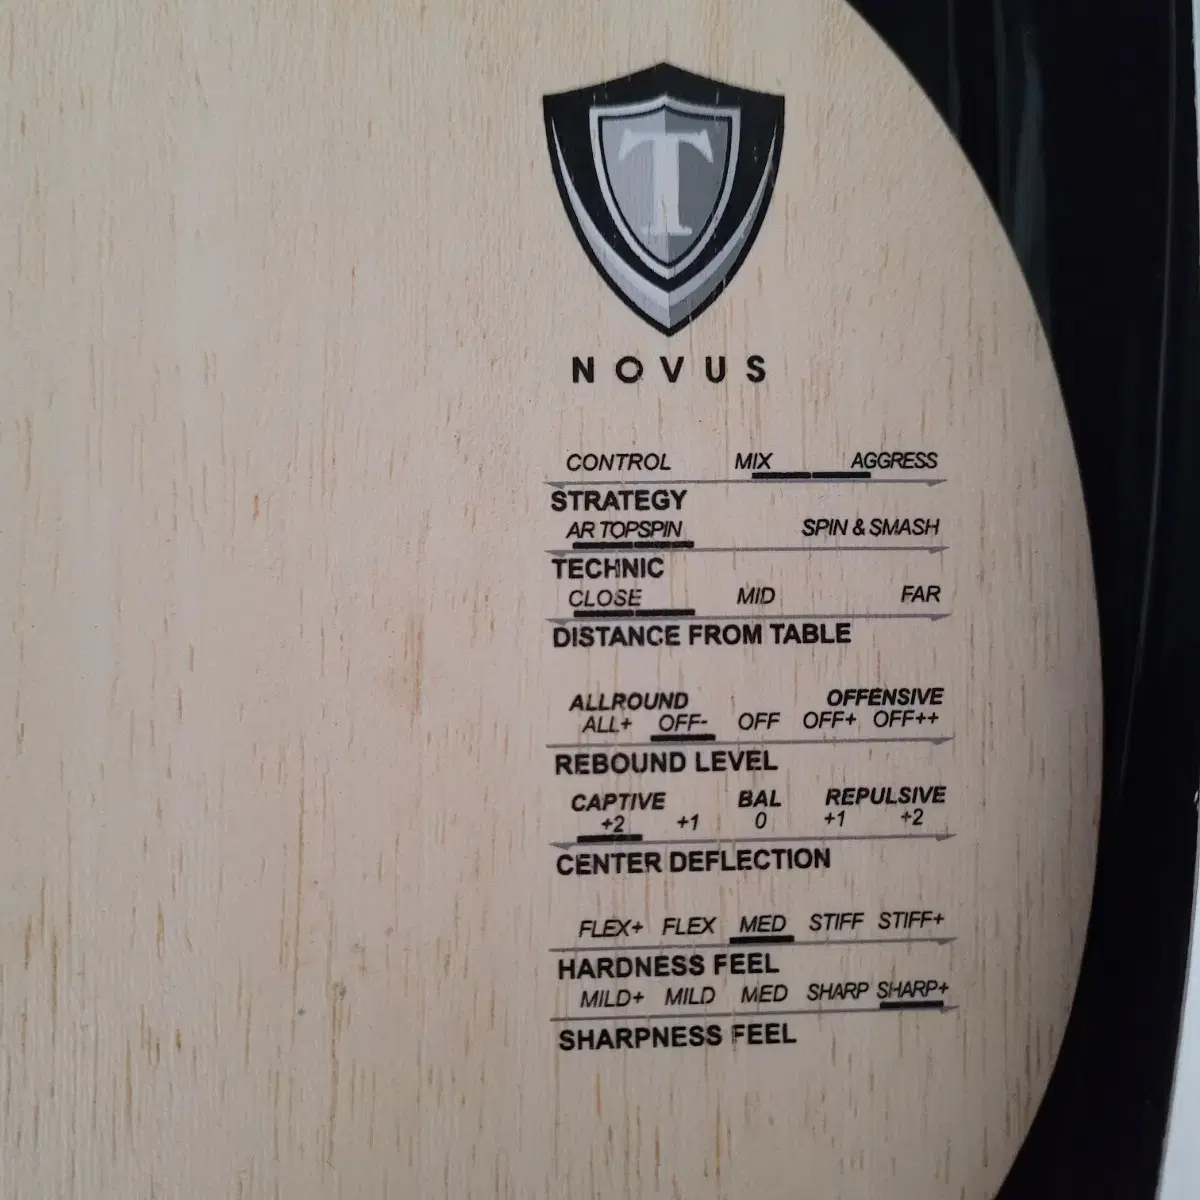 T
NOVUS
CONTROL MIX AGGRESS
STRATEGY
AR TOPSPIN SPIN & SMASH
TECHNIC
CLOSE MID FAR
DISTANCE FROM TABLE
ALLROUND OFFENSIVE
ALL+ OFF- OFF OFF+ OFF++
REBOUND LEVEL
CAPTIVE BAL REPULSIVE
+2 +1 0 +1 +2
CENTER DEFLECTION
FLEX+ FLEX MED STIFF STIFF+
HARDNESS FEEL
MILD+ MILD MED SHARP SHARP+
SHARPNESS FEEL